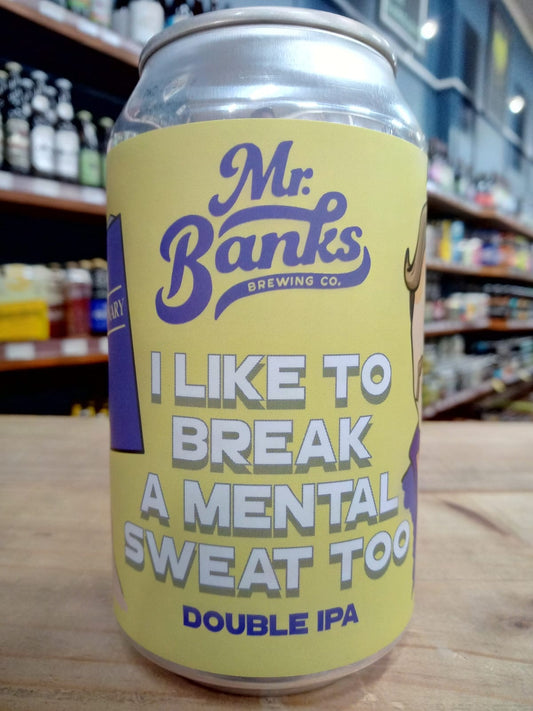 Mr.
Banks
BREWING CO.
I LIKE TO
BREAK
A MENTAL
SWEAT TOO
DOUBLE IPA